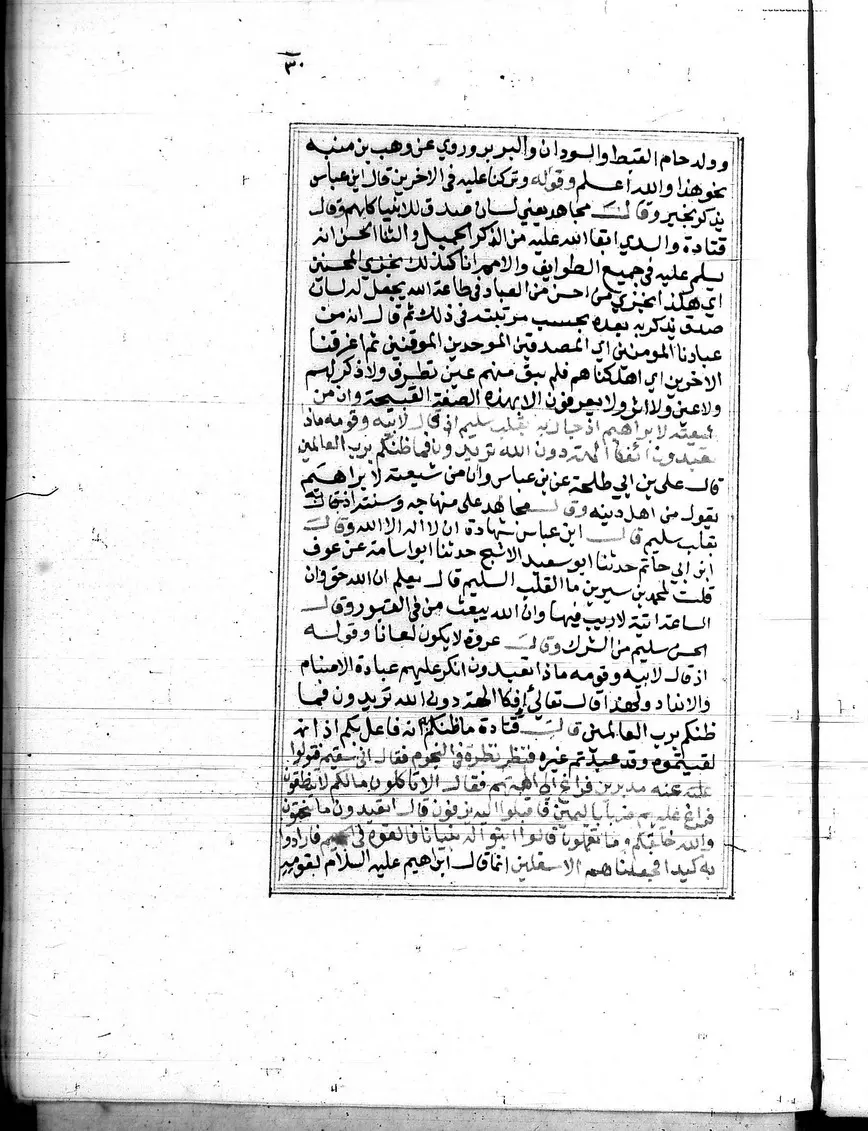 ٣٠
وولد حام القبط والسودان والبربر وروي عن وهب بن منبه
نحو هذا والله اعلم وقوله وتركنا عليه في الاخرين قال ابن عباس
يذكر بخير وقال مجاهد يعني لسان صدق للانبيا كلهم وقال
قتادة والسدي ابقا الله عليه من الذكر الجميل والثنا الحسن انه
يسلم عليه في جميع الطوايف والامم انا كذلك نجزي المحسنين
اي هكذا نجزي من احسن من العباد في طاعة الله يجعل له لسان
صدق يذكر به بعده بحسب مرتبته في ذلك ثم قال انه من
عبادنا المومنين اي المصدقين الموحدين الموقنين ثم اغرقنا
الاخرين اي اهلكناهم فلم يبق منهم عين تطرف ولا ذكر لهم
ولا عين ولا اثر ولا يعرفون الا بهذه الصفة القبيحة وان من
شيعته لابراهيم اذ جا ربه بقلب سليم اذ قال لابيه وقومه ماذا
تعبدون ائفكا الهة دون الله تريدون فما ظنكم برب العالمين
قال علي بن ابي طلحة عن بن عباس وان من شيعته لابراهيم
يقول من اهل دينه وقال مجاهد على منهاجه وسنته اذ جا ربه
بقلب سليم قال ابن عباس شهادة ان لا اله الا الله وقال
ابن ابي حاتم حدثنا ابو سعيد الاشج حدثنا ابو اسامة عن عوف
قلت لمحمد بن سيرين ما القلب السليم قال يعلم ان الله حق وان
الساعة اتية لا ريب فيها وان الله يبعث من في القبور وقال
الحسن سليم من الشرك وقال عروة لا يكون لعانا وقوله
اذ قال لابيه وقومه ماذا تعبدون انكر عليهم عبادة الاصنام
والانداد ولهذا قال تعالى أفكا الهة دون الله تريدون فما
ظنكم برب العالمين قال قتادة ما ظنكم انه فاعل بكم اذا
لقيتموه وقد عبدتم غيره فنظر نظرة في النجوم فقال اني سقيم فتولوا
عنه مدبرين فراغ الى الهتهم فقال الا تاكلون مالكم لا تنطقون
فراغ عليهم ضربا باليمين فاقبلوا اليه يزفون قال اتعبدون ما تنحتون
والله خلقكم وما تعملون قالوا ابنوا له بنيانا فالقوه في الجحيم فارادوا
به كيدا فجعلناهم الاسفلين انما قال ابراهيم عليه السلام لقومه